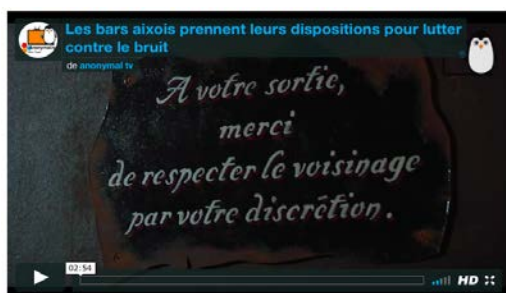 Les bars aixois prennent leurs dispositions pour lutter
contre le bruit
de anonymal tv
A votre sortie,
merci
de respecter le voisinage
par votre discrétion.
02:54
HD